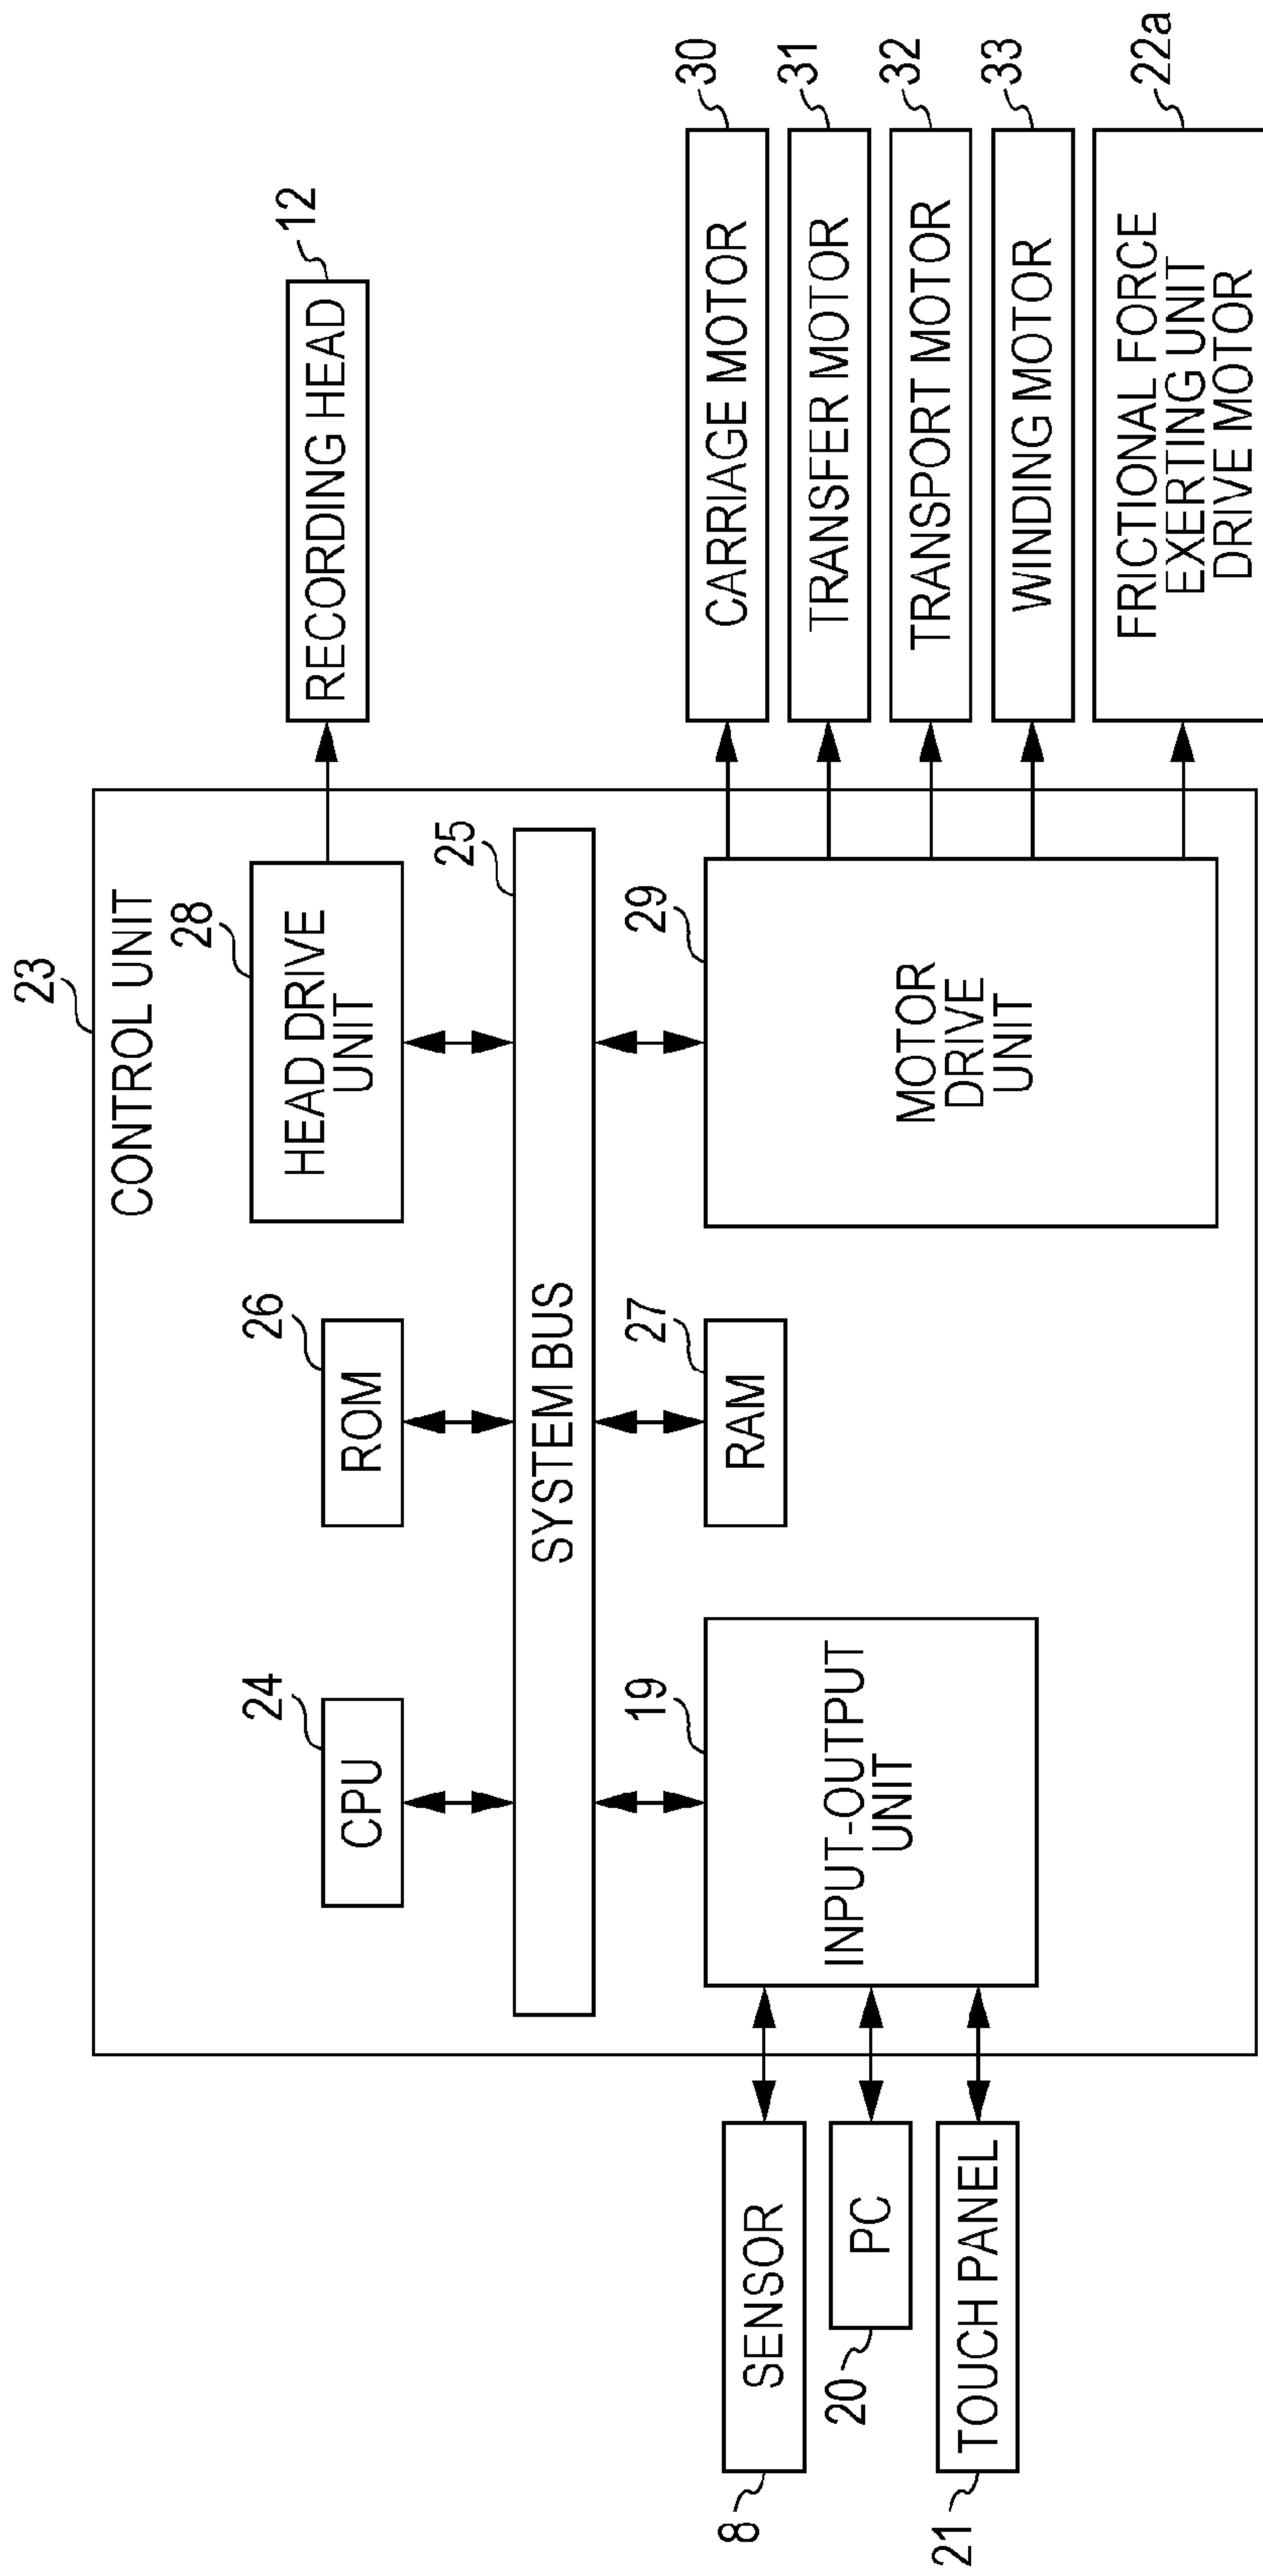 23
CONTROL UNIT
24
CPU
26
ROM
28
HEAD DRIVE
UNIT
12
RECORDING HEAD
25
SYSTEM BUS
8
SENSOR
20
PC
21
TOUCH PANEL
19
INPUT-OUTPUT
UNIT
27
RAM
29
MOTOR
DRIVE
UNIT
CARRIAGE MOTOR
30
TRANSFER MOTOR
31
TRANSPORT MOTOR
32
WINDING MOTOR
33
FRICTIONAL FORCE
EXERTING UNIT
DRIVE MOTOR
22a